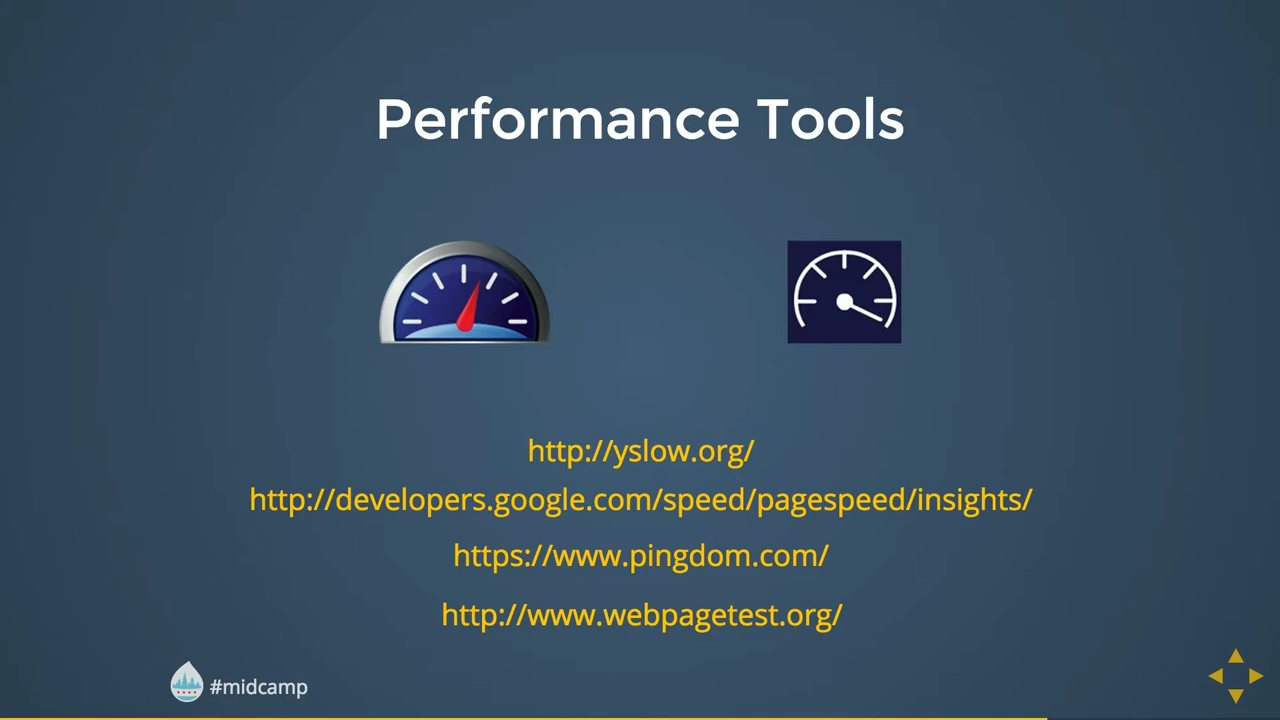 Performance Tools
http://yslow.org/
http://developers.google.com/speed/pagespeed/insights/
https://www.pingdom.com/
http://www.webpagetest.org/
#midcamp